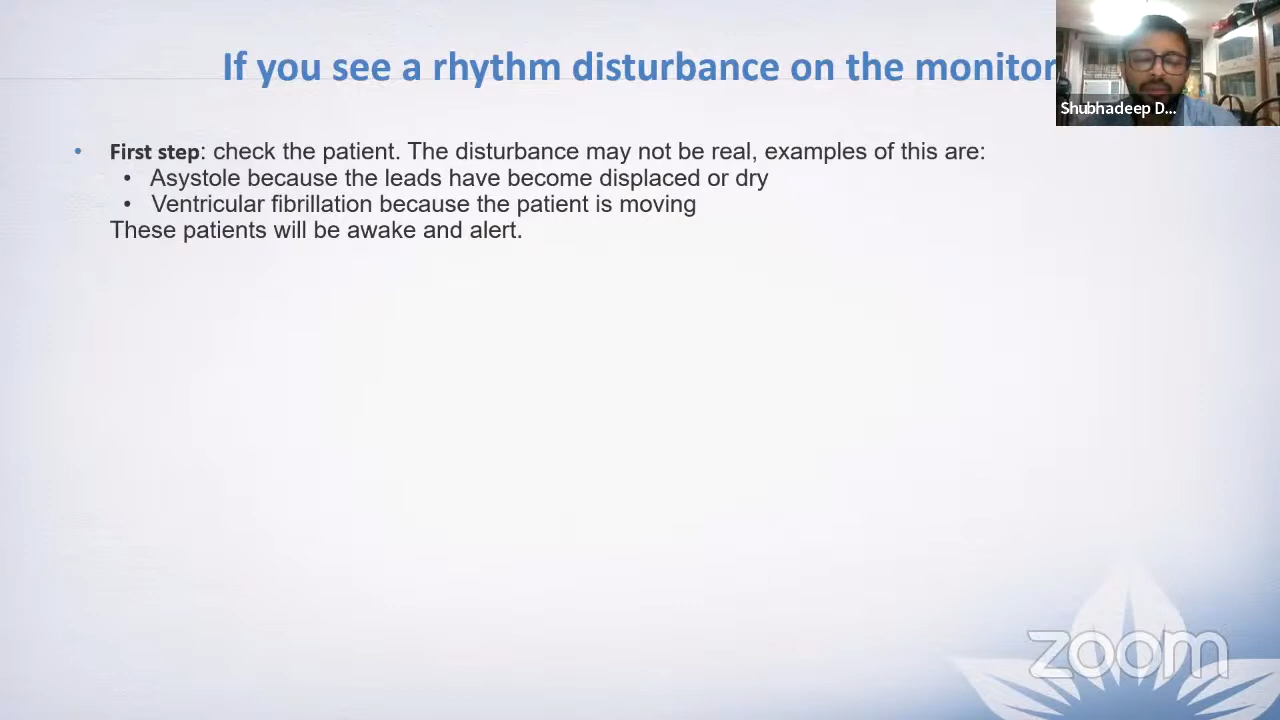 If you see a rhythm disturbance on the monitor
Shubhadeep D...
• First step: check the patient. The disturbance may not be real, examples of this are:
• Asystole because the leads have become displaced or dry
• Ventricular fibrillation because the patient is moving
These patients will be awake and alert.
zoom